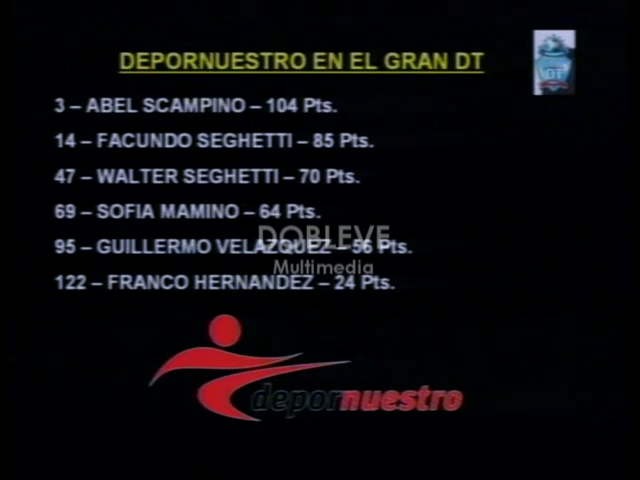 DEPORNUESTRO EN EL GRAN DT
DT
3 – ABEL SCAMPINO – 104 Pts.
14 – FACUNDO SEGHETTI – 85 Pts.
47 – WALTER SEGHETTI – 70 Pts.
69 – SOFIA MAMINO – 64 Pts.
DOBLEVE
95 – GUILLERMO VELAZQUEZ – 56 Pts.
Multimedia
122 – FRANCO HERNANDEZ – 24 Pts.
depornuestro